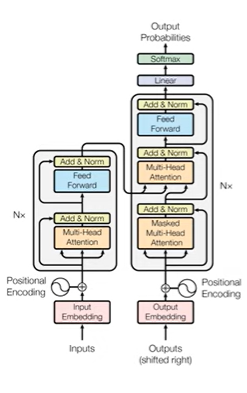 Output
Probabilities
Softmax
Linear
Add & Norm
Feed
Forward
Add & Norm
Multi-Head
Attention
Add & Norm
Masked
Multi-Head
Attention
Nx
Positional
Encoding
Output
Embedding
Outputs
(shifted right)
Add & Norm
Feed
Forward
Add & Norm
Multi-Head
Attention
Nx
Positional
Encoding
Input
Embedding
Inputs